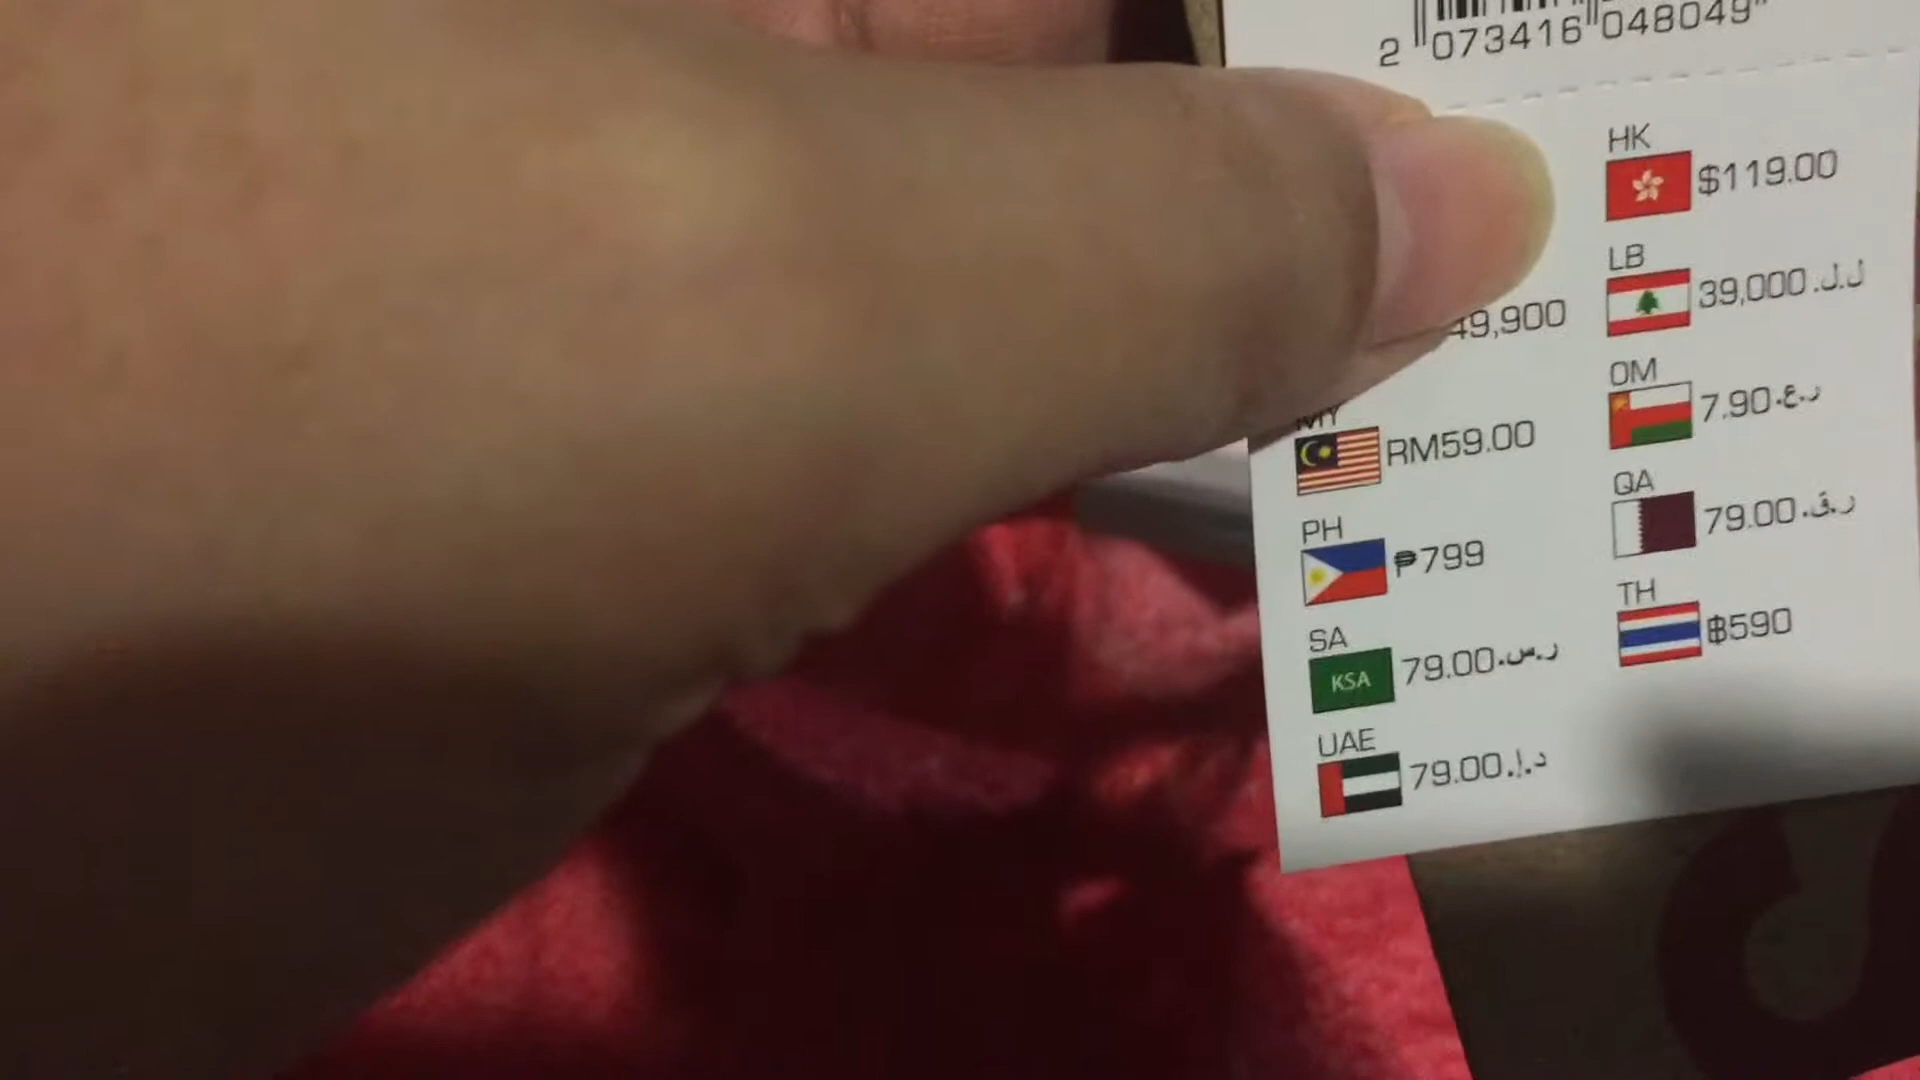 2 073416 048049
HK
$119.00
LB
39,000.ل.ل
49,900
OM
7.90.ر.ع
MY
RM59.00
QA
79.00.ر.ق
PH
₱799
TH
฿590
SA
KSA 79.00.ر.س
UAE
79.00.د.إ